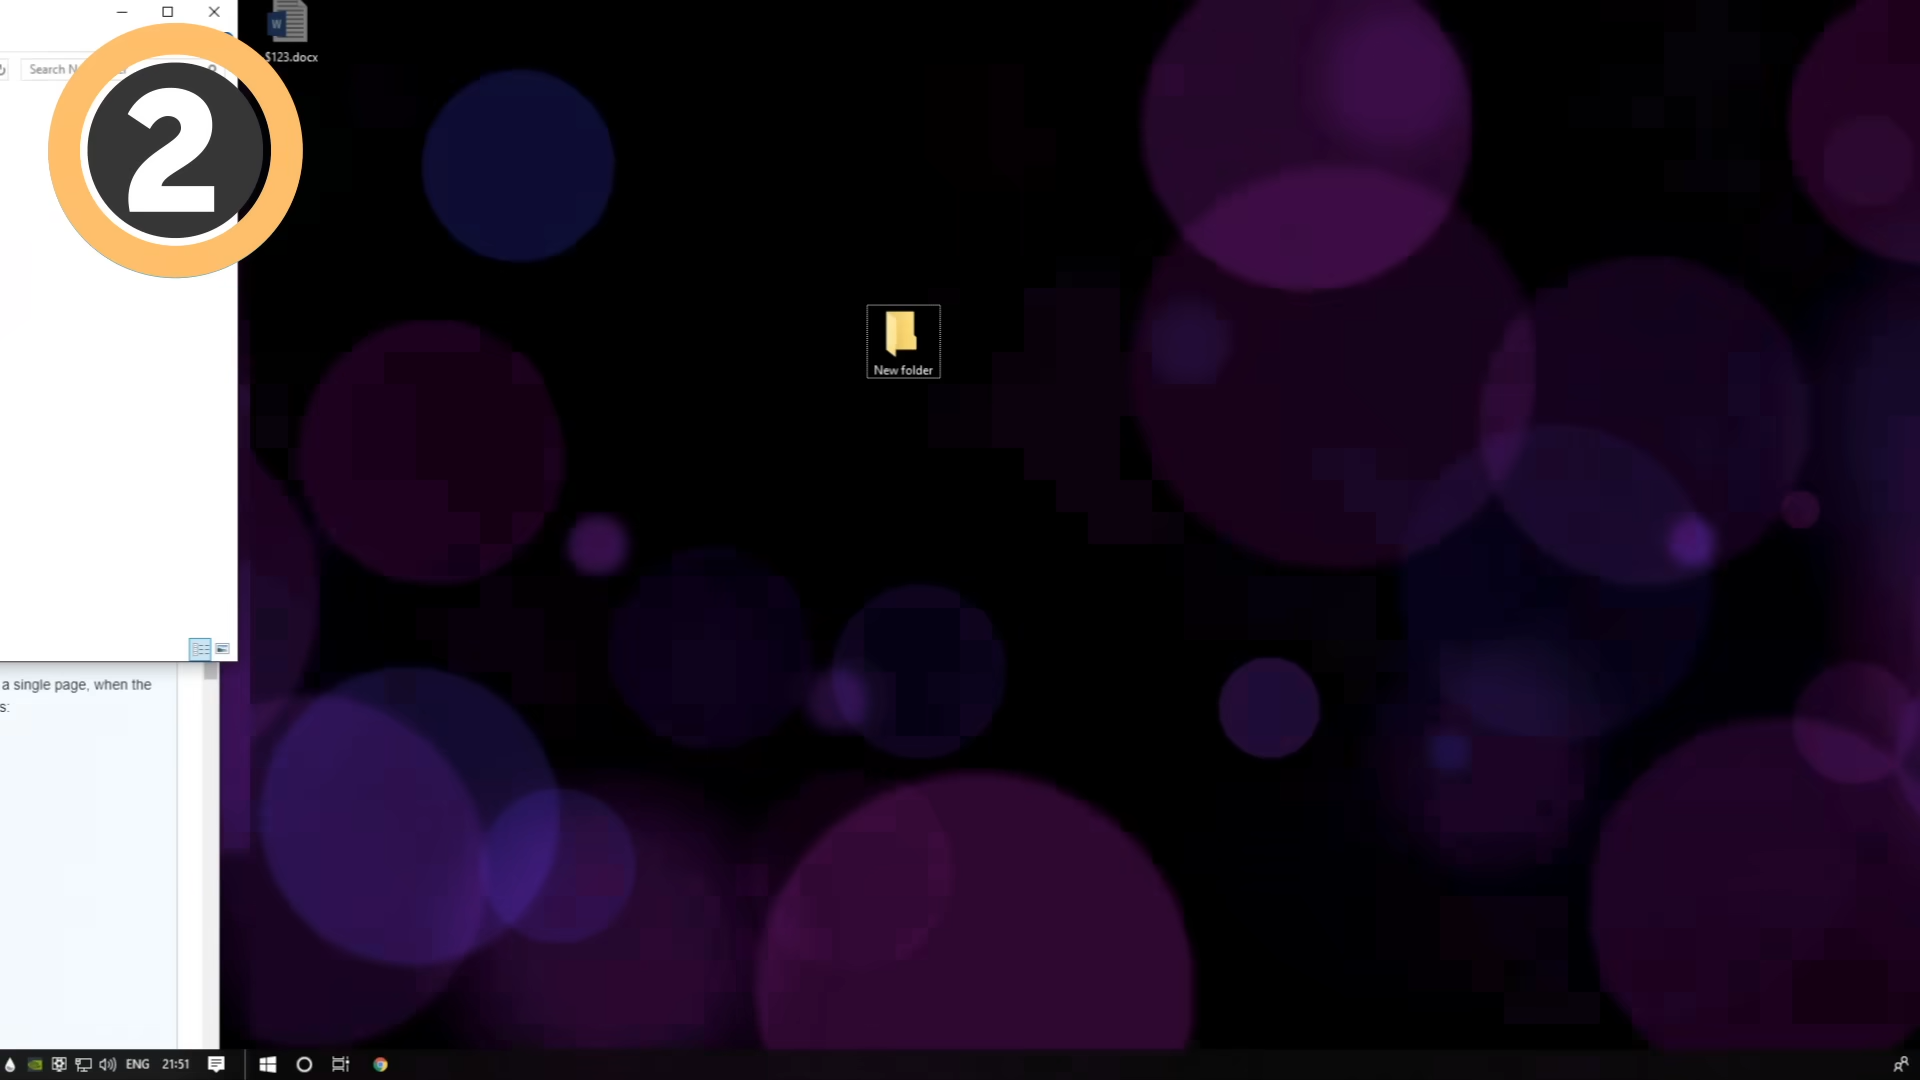 $123.docx
Search N
2
New folder
a single page, when the
s:
ENG 21:51